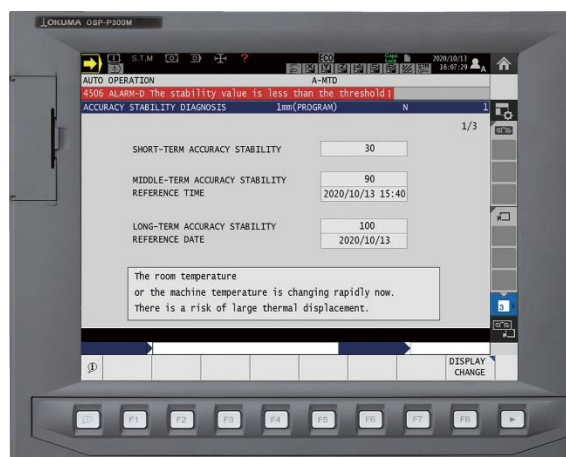 OKUMA OSP-P300M
S.T.M
?
ECO
Caps Lock
2020/10/13
16:07:29
A
AUTO OPERATION A-MTD
4506 ALARM-D The stability value is less than the threshold 1
ACCURACY STABILITY DIAGNOSIS 1mm(PROGRAM) N 1
1/3
SHORT-TERM ACCURACY STABILITY 30
MIDDLE-TERM ACCURACY STABILITY 90
REFERENCE TIME 2020/10/13 15:40
LONG-TERM ACCURACY STABILITY 100
REFERENCE DATE 2020/10/13
The room temperature
or the machine temperature is changing rapidly now.
There is a risk of large thermal displacement.
3
DISPLAY
CHANGE
F1 F2 F3 F4 F5 F6 F7 F8